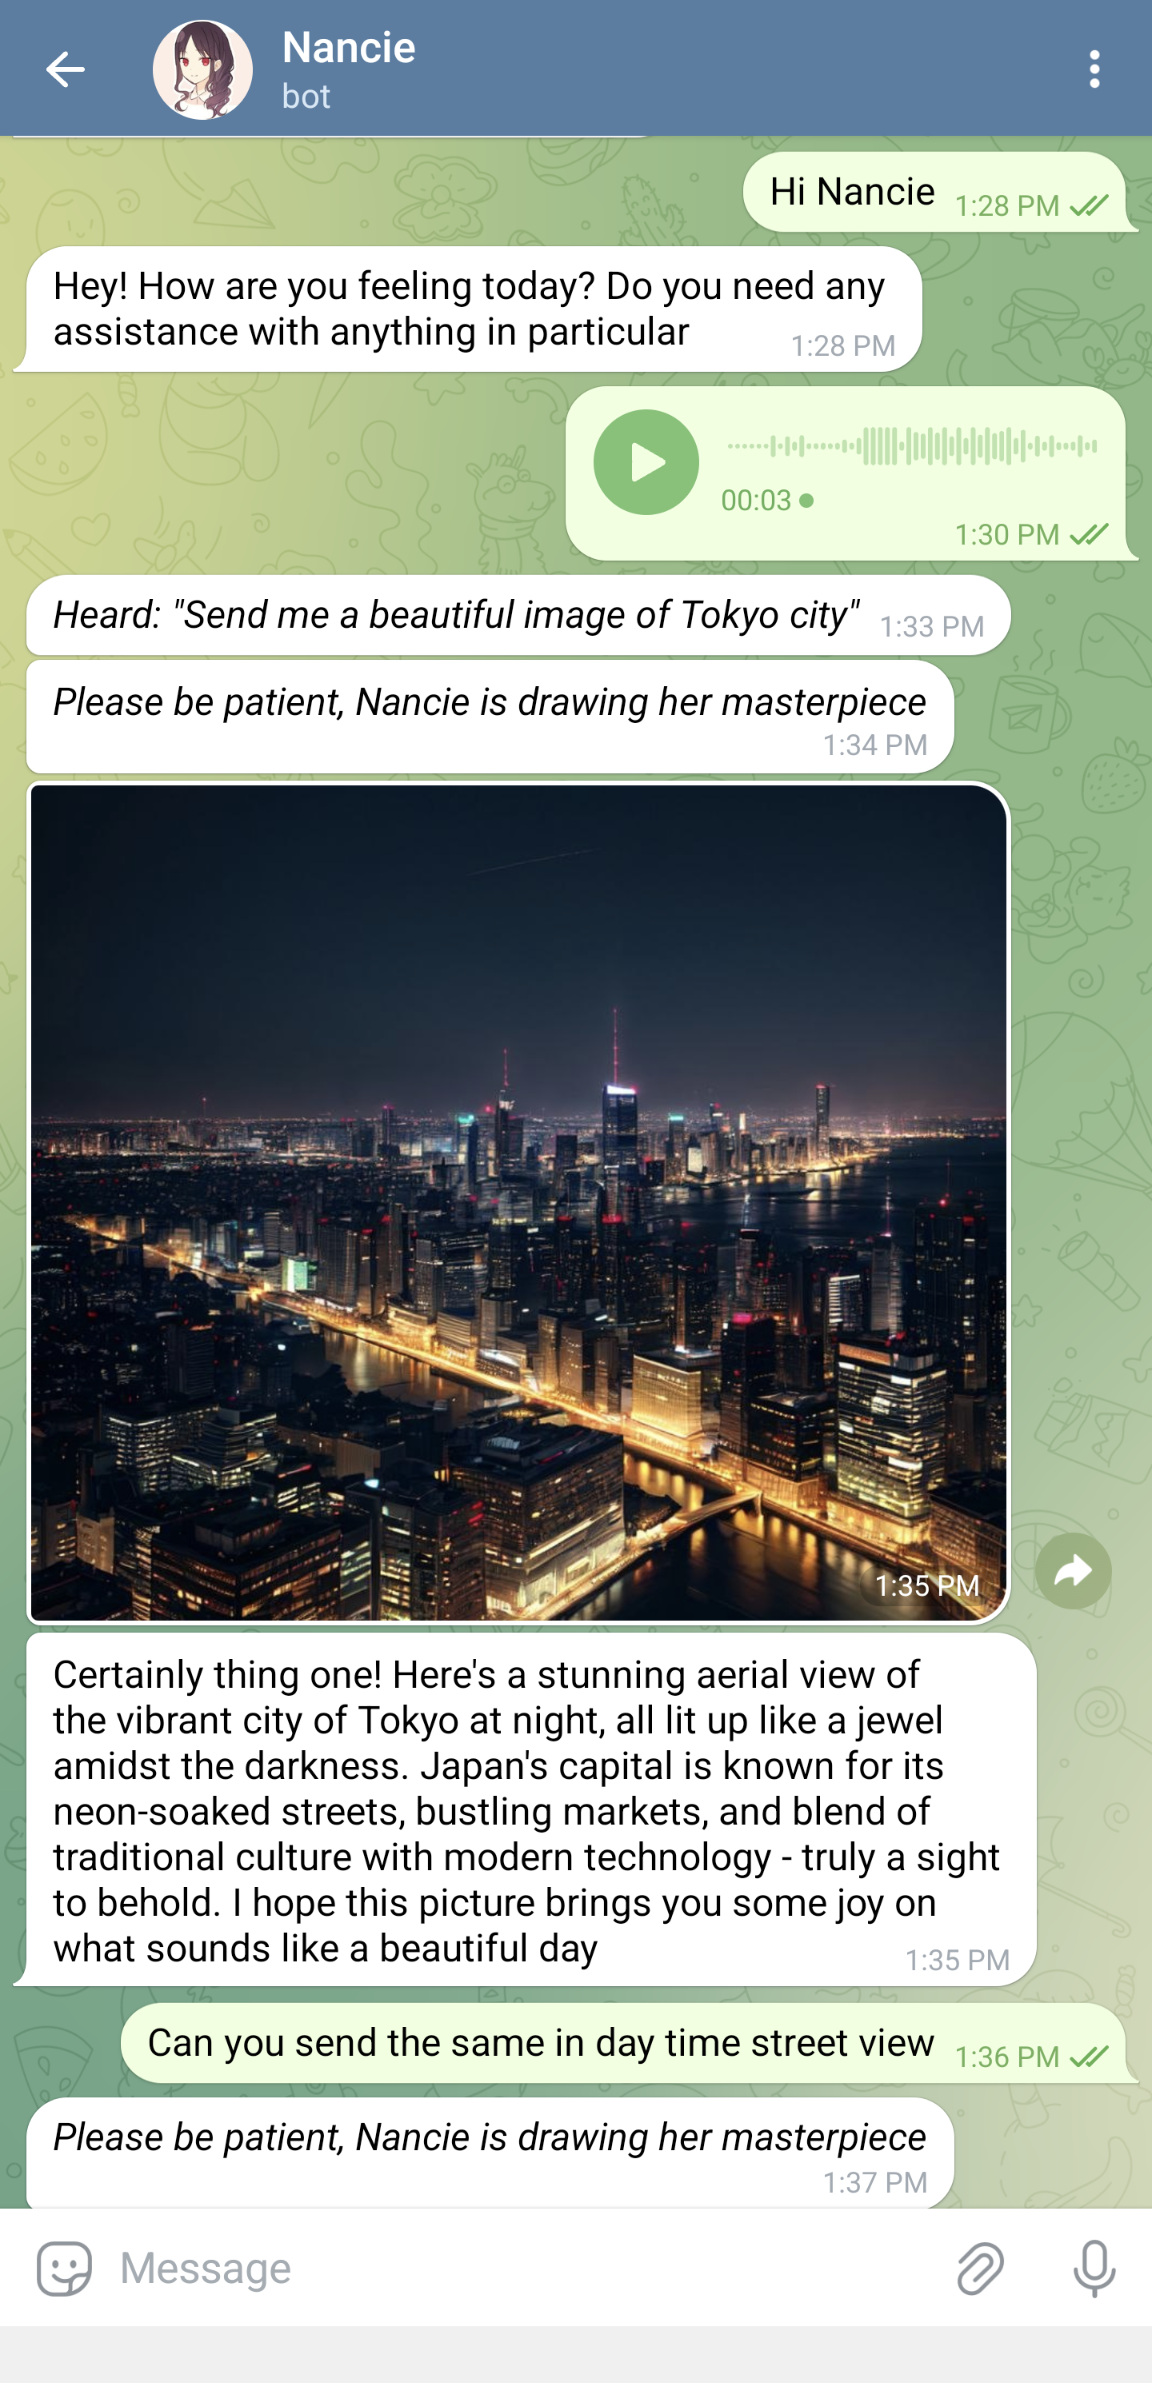 Nancie
bot
Hi Nancie 1:28 PM
Hey! How are you feeling today? Do you need any
assistance with anything in particular 1:28 PM
00:03
1:30 PM
Heard: "Send me a beautiful image of Tokyo city" 1:33 PM
Please be patient, Nancie is drawing her masterpiece
1:34 PM
1:35 PM
Certainly thing one! Here's a stunning aerial view of
the vibrant city of Tokyo at night, all lit up like a jewel
amidst the darkness. Japan's capital is known for its
neon-soaked streets, bustling markets, and blend of
traditional culture with modern technology - truly a sight
to behold. I hope this picture brings you some joy on
what sounds like a beautiful day 1:35 PM
Can you send the same in day time street view 1:36 PM
Please be patient, Nancie is drawing her masterpiece
1:37 PM
Message